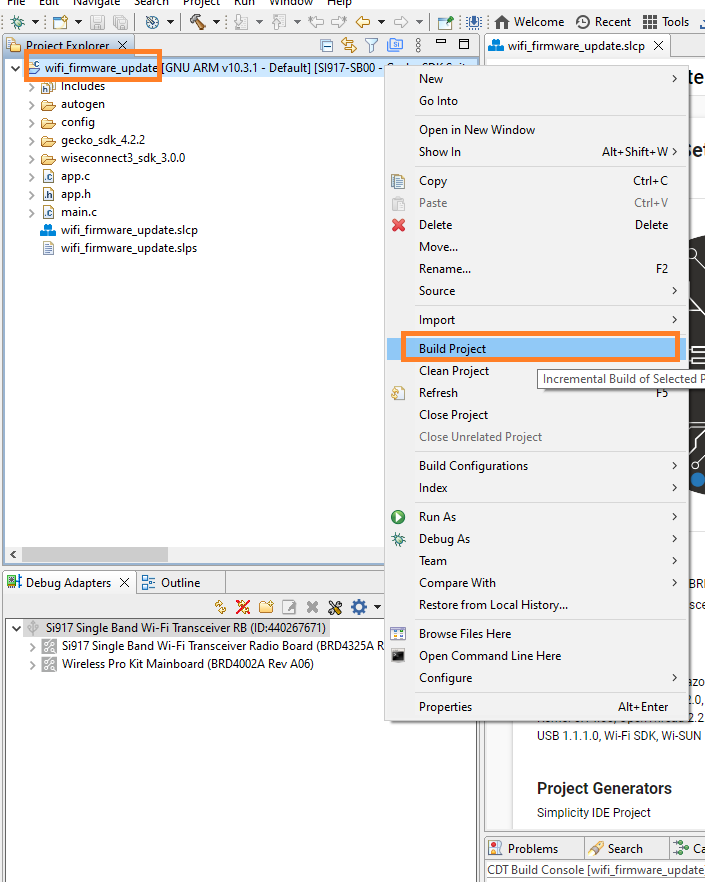 File Edit Navigate Search Project Run Window Help
Welcome Recent Tools
Project Explorer
wifi_firmware_update [GNU ARM v10.3.1 - Default] [SI917-SB00 -
Includes
autogen
config
gecko_sdk_4.2.2
wiseconnect3_sdk_3.0.0
app.c
app.h
main.c
wifi_firmware_update.slcp
wifi_firmware_update.slps
New
Go Into
Open in New Window
Show In Alt+Shift+W
Copy Ctrl+C
Paste Ctrl+V
Delete Delete
Move...
Rename... F2
Source
Import
Build Project
Clean Project
Incremental Build of Selected P
Refresh F5
Close Project
Close Unrelated Project
Build Configurations
Index
Run As
Debug As
Team
Compare With
Restore from Local History...
Browse Files Here
Open Command Line Here
Configure
Properties Alt+Enter
Debug Adapters Outline
Si917 Single Band Wi-Fi Transceiver RB (ID:440267671)
Si917 Single Band Wi-Fi Transceiver Radio Board (BRD4325A R
Wireless Pro Kit Mainboard (BRD4002A Rev A06)
wifi_firmware_update.slcp
USB 1.1.1.0, Wi-Fi SDK, Wi-SUN
Project Generators
Simplicity IDE Project
Problems Search Ca
CDT Build Console [wifi_firmware_update